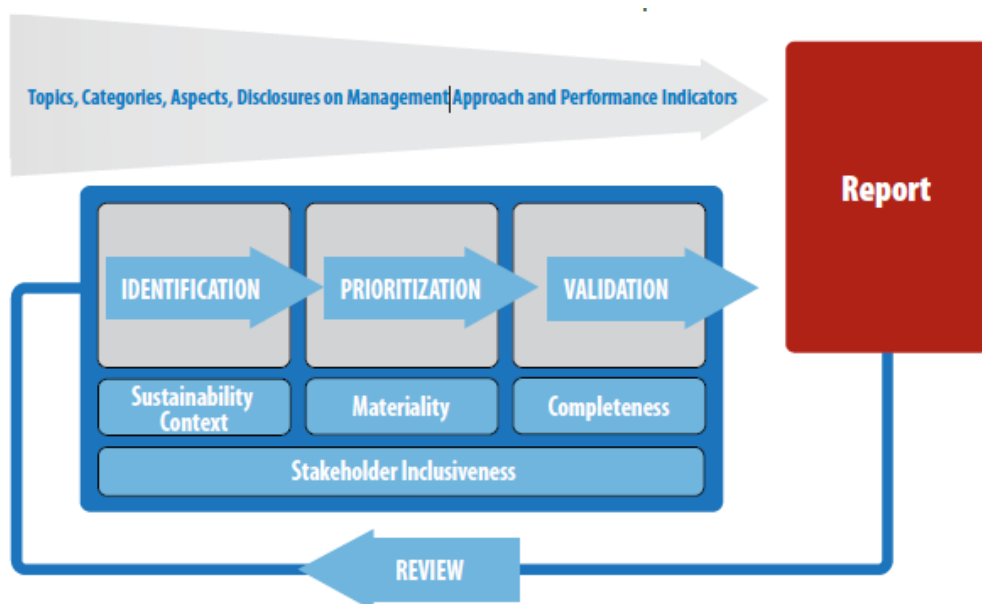 Topics, Categories, Aspects, Disclosures on Management Approach and Performance Indicators
Report
IDENTIFICATION
PRIORITIZATION
VALIDATION
Sustainability
Context
Materiality
Completeness
Stakeholder Inclusiveness
REVIEW